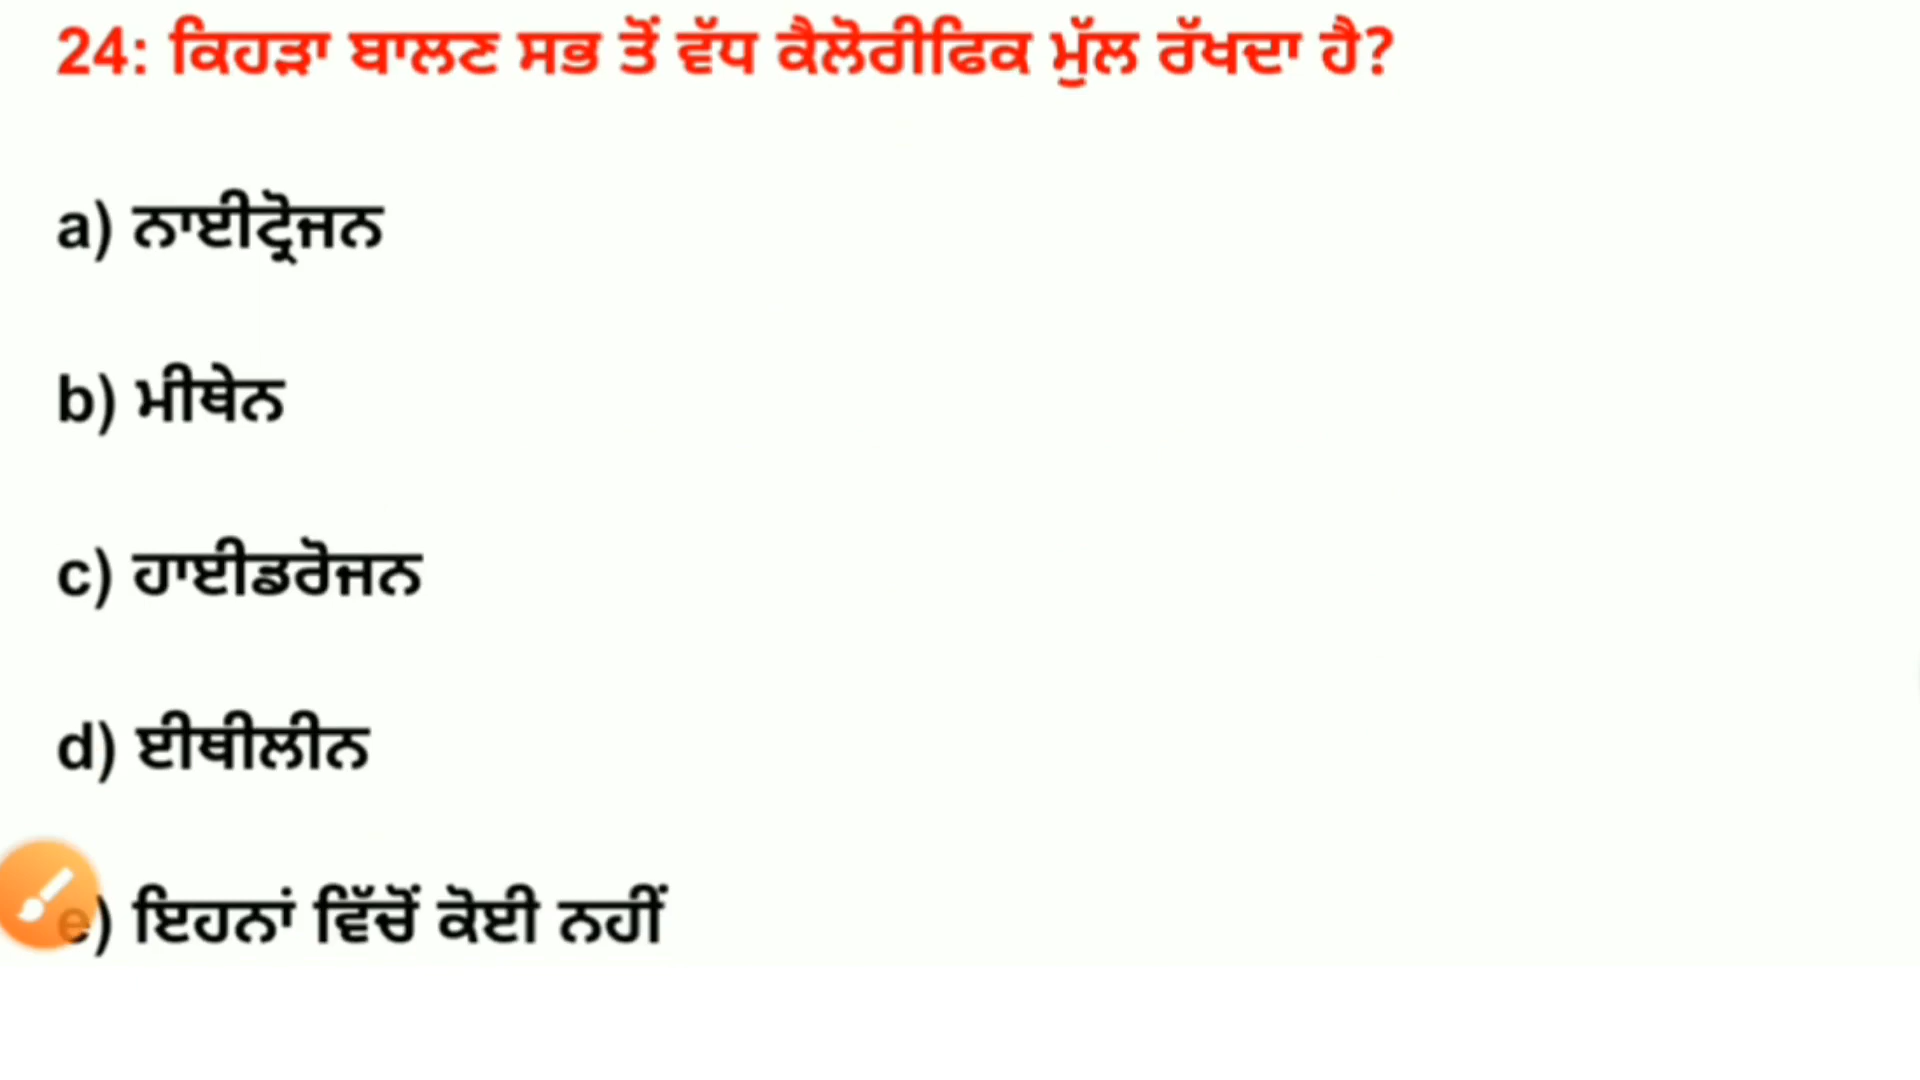 24: ਕਿਹੜਾ ਬਾਲਣ ਸਭ ਤੋਂ ਵੱਧ ਕੈਲੋਰੀਫਿਕ ਮੁੱਲ ਰੱਖਦਾ ਹੈ?
a) ਨਾਈਟ੍ਰੋਜਨ
b) ਮੀਥੇਨ
c) ਹਾਈਡਰੋਜਨ
d) ਈਥੀਲੀਨ
e) ਇਹਨਾਂ ਵਿੱਚੋਂ ਕੋਈ ਨਹੀਂ